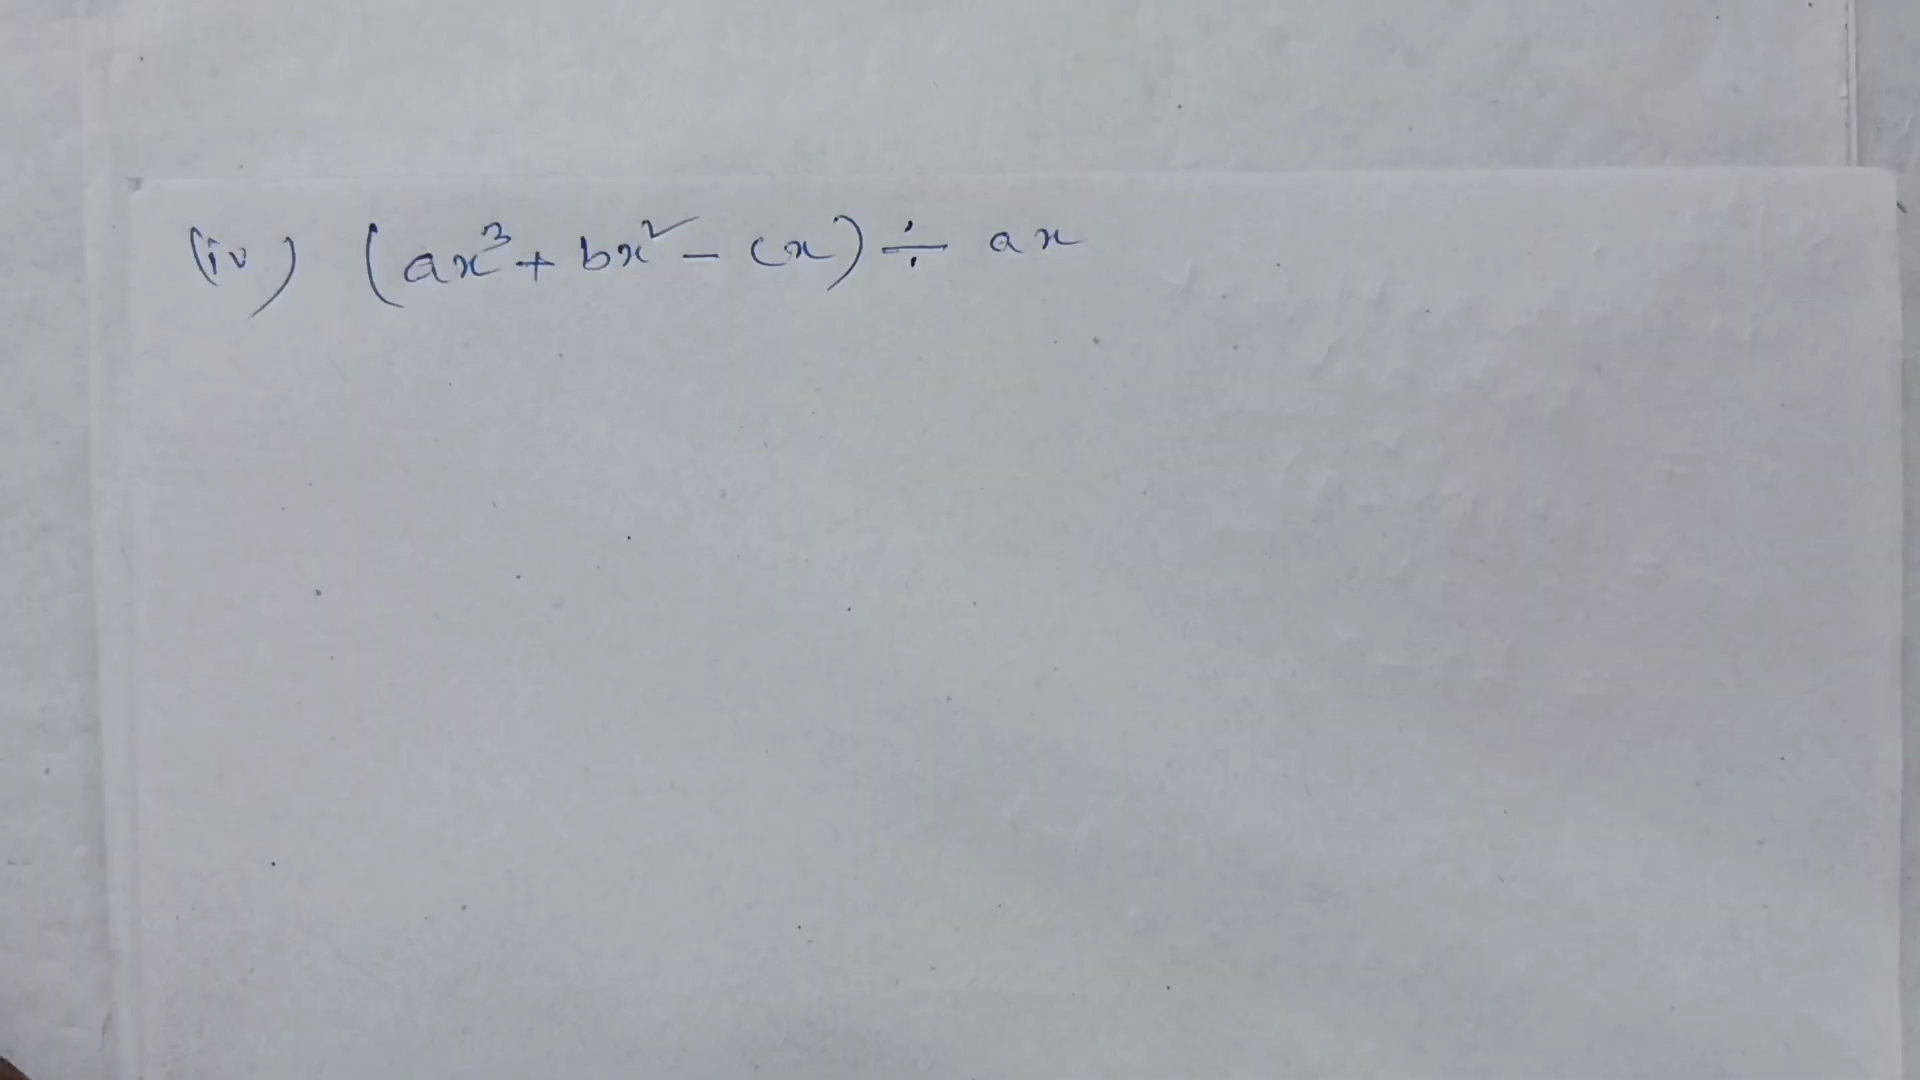 (iv) (ax³ + bx² - cx) ÷ ax